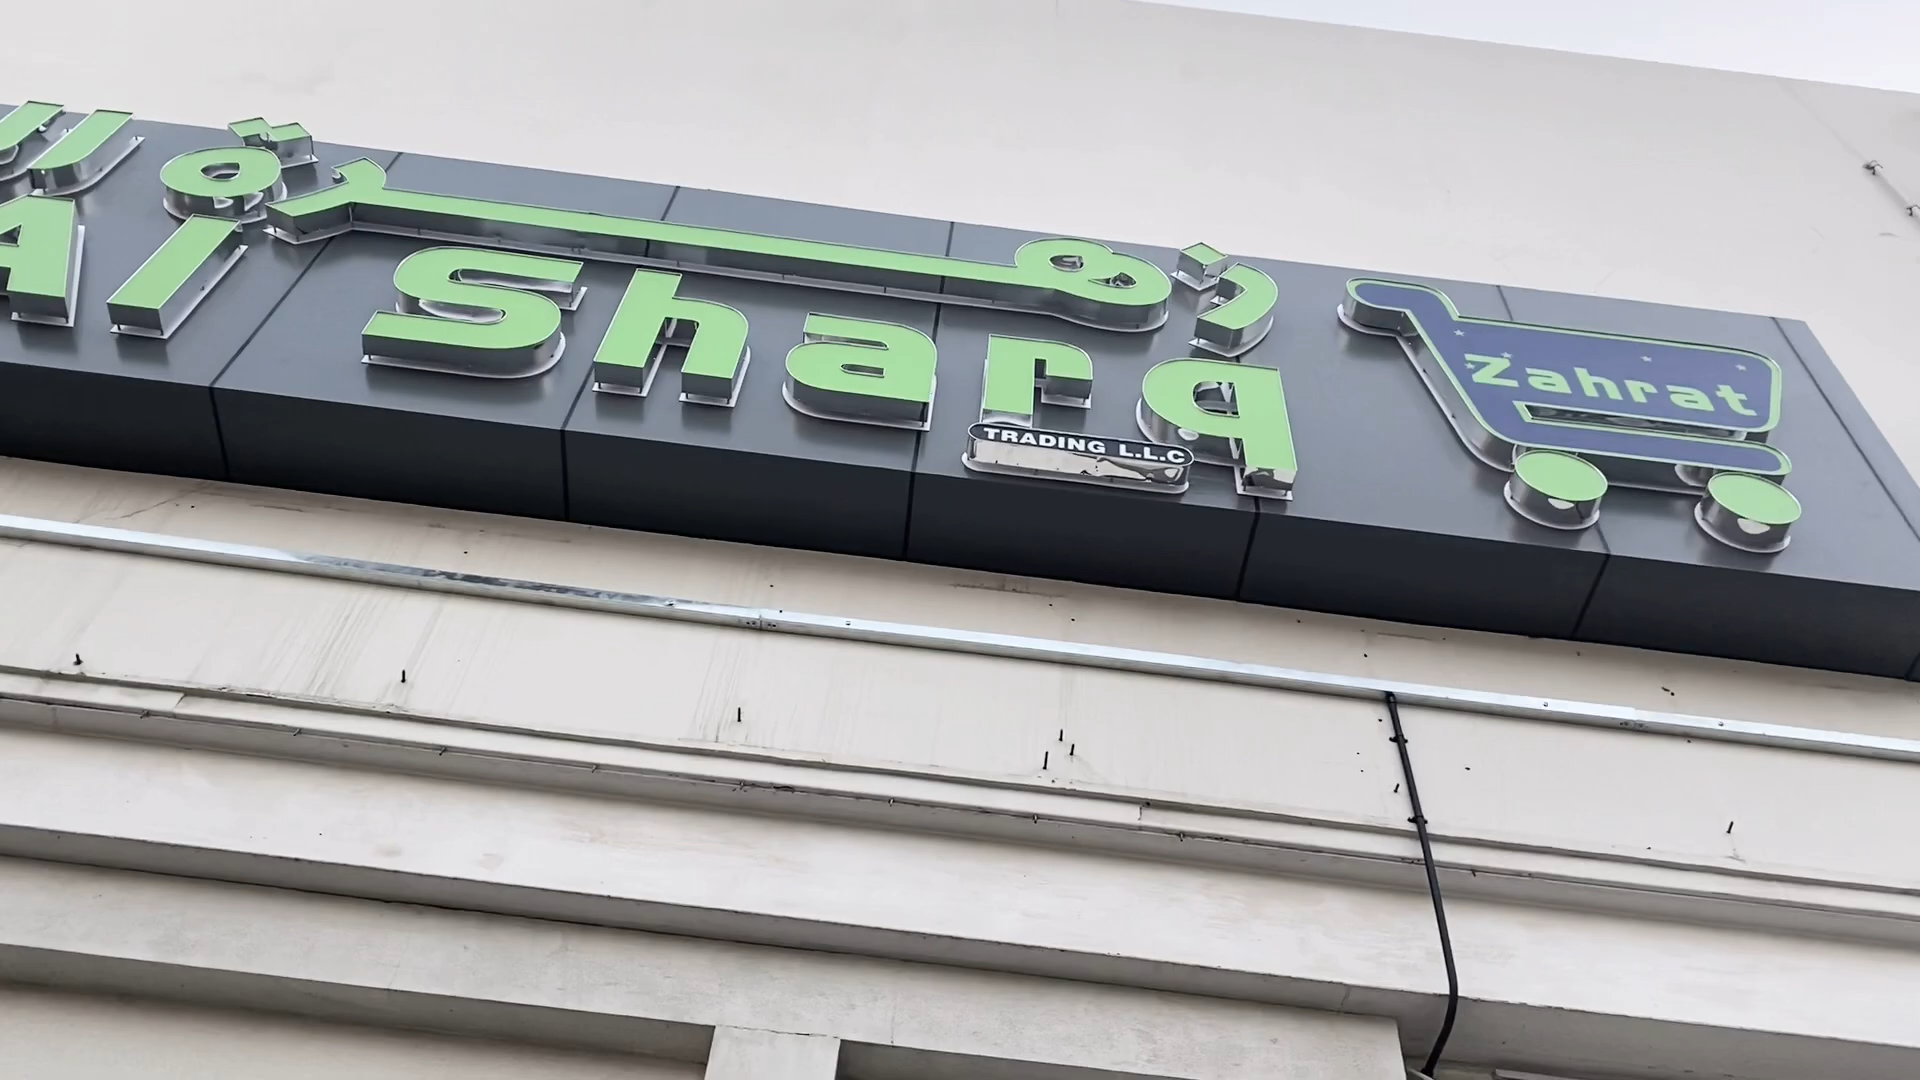 زهرة
Al Sharq
TRADING L.L.C
Zahrat